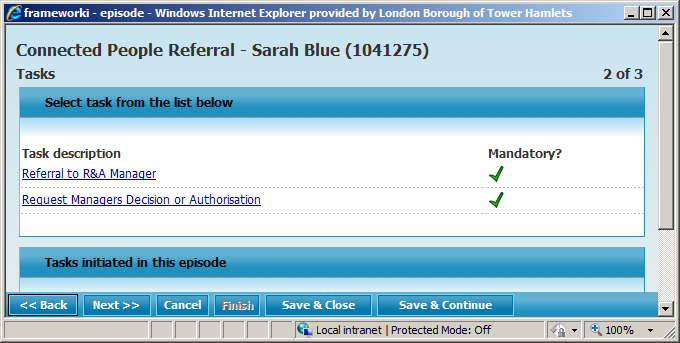 frameworki - episode - Windows Internet Explorer provided by London Borough of Tower Hamlets
Connected People Referral - Sarah Blue (1041275)
Tasks 2 of 3
Select task from the list below
Task description Mandatory?
Referral to R&A Manager
Request Managers Decision or Authorisation
Tasks initiated in this episode
<< Back Next >> Cancel Finish Save & Close Save & Continue
Local intranet | Protected Mode: Off 100%